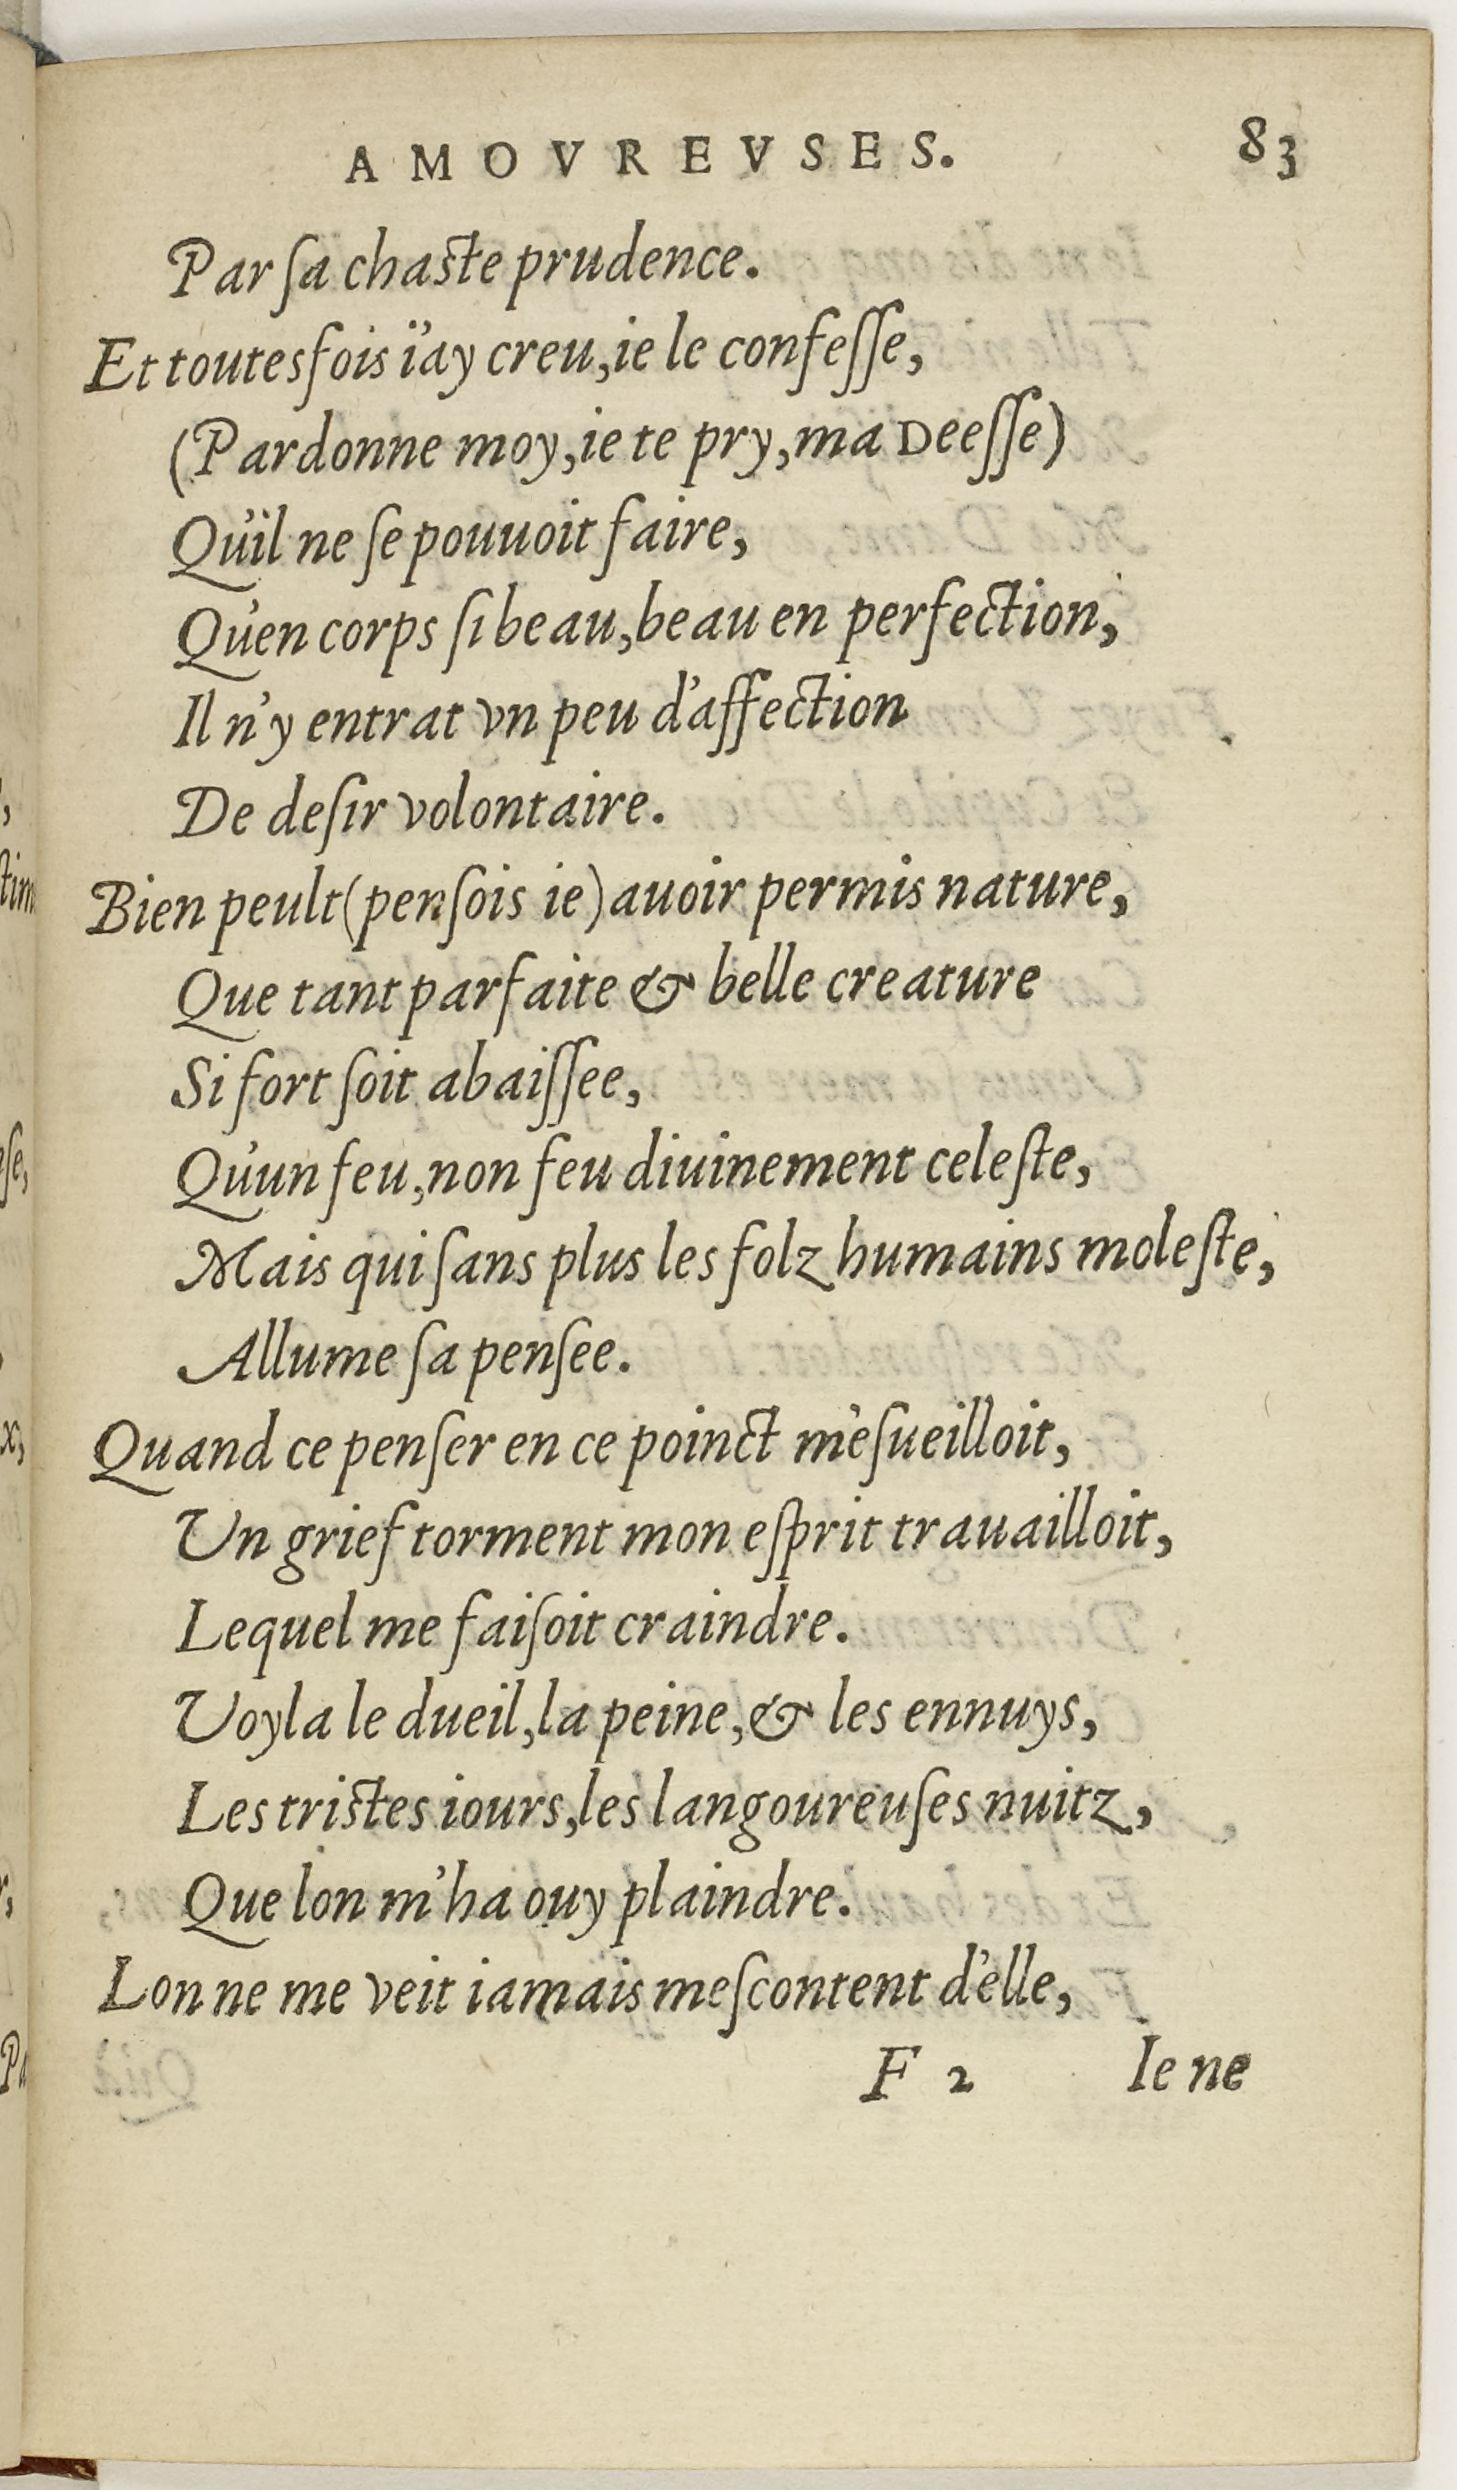 AMOVREVSES. 83
Par ſa chaſte prudence.
Et toutesfois i'ay creu, ie le confeſſe,
(Pardonne moy, ie te pry, ma Deeſſe)
Qu'il ne ſe pouuoit faire,
Qu'en corps ſi beau, beau en perfection,
Il n'y entrat vn peu d'affection
De deſir volontaire.
Bien peult (penſois ie) auoir permis nature,
Que tant parfaite & belle creature
Si fort ſoit abaiſſee,
Qu'un feu, non feu diuinement celeſte,
Mais qui ſans plus les folz humains moleſte,
Allume ſa penſee.
Quand ce penſer en ce poinct m'eſueilloit,
Un grief torment mon eſprit trauailloit,
Lequel me faiſoit craindre.
Uoyla le dueil, la peine, & les ennuys,
Les triſtes iours, les langoureuſes nuitz,
Que lon m'ha ouy plaindre.
Lon ne me veit iamais meſcontent d'elle,
F 2 Ie ne